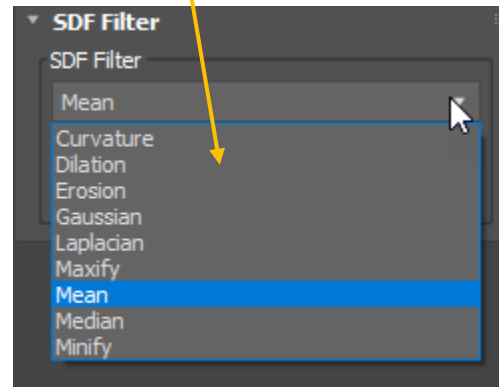 SDF Filter
SDF Filter
Mean
Curvature
Dilation
Erosion
Gaussian
Laplacian
Maxify
Mean
Median
Minify